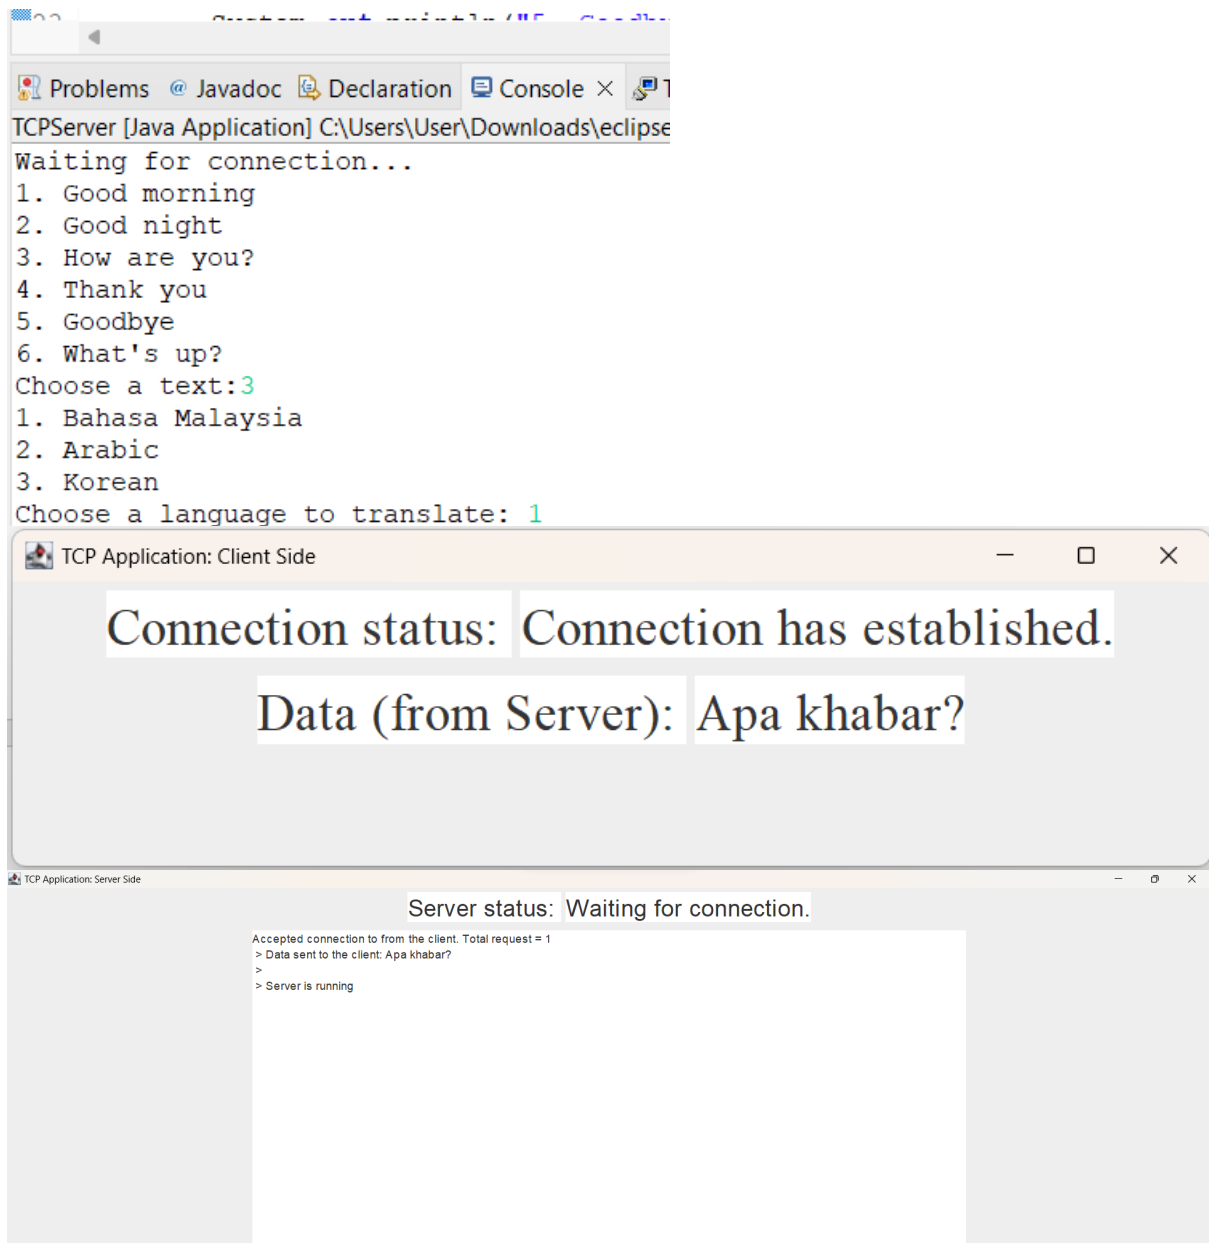 Problems @ Javadoc Declaration Console
TCPServer [Java Application] C:\Users\User\Downloads\eclipse
Waiting for connection...
1. Good morning
2. Good night
3. How are you?
4. Thank you
5. Goodbye
6. What's up?
Choose a text:3
1. Bahasa Malaysia
2. Arabic
3. Korean
Choose a language to translate: 1
TCP Application: Client Side
Connection status: Connection has established.
Data (from Server): Apa khabar?
TCP Application: Server Side
Server status: Waiting for connection.
Accepted connection to from the client. Total request = 1
> Data sent to the client: Apa khabar?
>
> Server is running